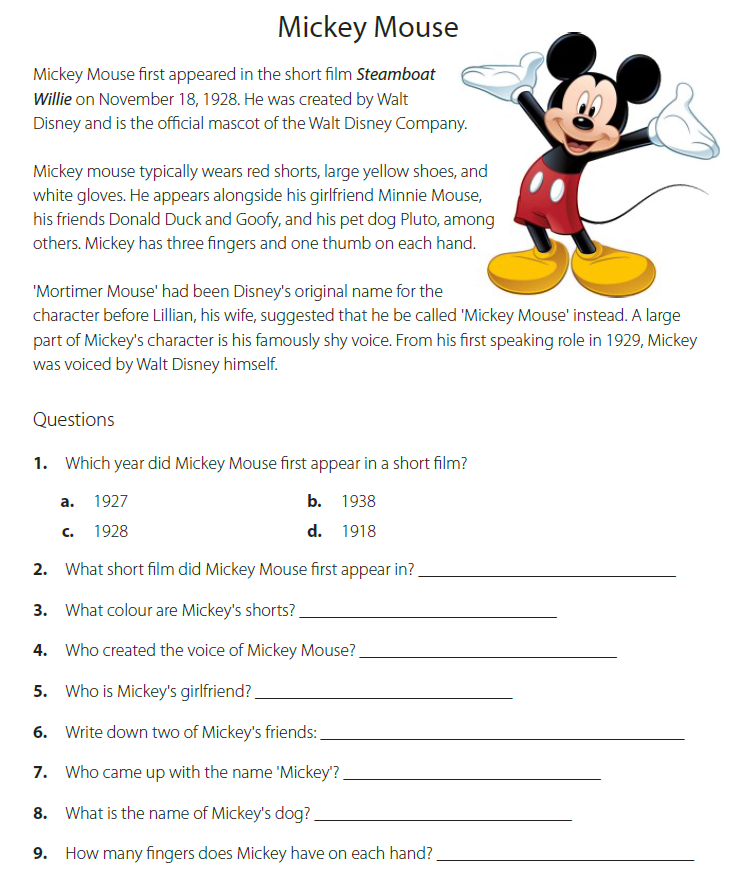 Mickey Mouse
Mickey Mouse first appeared in the short film Steamboat
Willie on November 18, 1928. He was created by Walt
Disney and is the official mascot of the Walt Disney Company.
Mickey mouse typically wears red shorts, large yellow shoes, and
white gloves. He appears alongside his girlfriend Minnie Mouse,
his friends Donald Duck and Goofy, and his pet dog Pluto, among
others. Mickey has three fingers and one thumb on each hand.
'Mortimer Mouse' had been Disney's original name for the
character before Lillian, his wife, suggested that he be called 'Mickey Mouse' instead. A large
part of Mickey's character is his famously shy voice. From his first speaking role in 1929, Mickey
was voiced by Walt Disney himself.
Questions
1. Which year did Mickey Mouse first appear in a short film?
a. 1927 b. 1938
c. 1928 d. 1918
2. What short film did Mickey Mouse first appear in?
3. What colour are Mickey's shorts?
4. Who created the voice of Mickey Mouse?
5. Who is Mickey's girlfriend?
6. Write down two of Mickey's friends:
7. Who came up with the name 'Mickey'?
8. What is the name of Mickey's dog?
9. How many fingers does Mickey have on each hand?